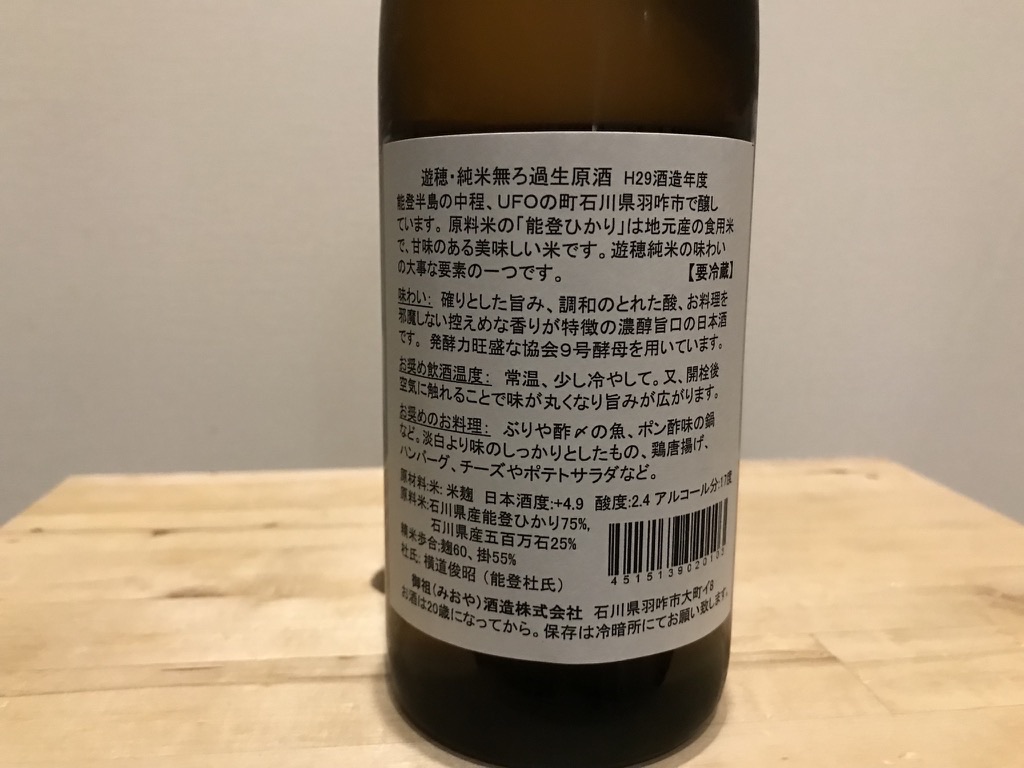 遊穂・純米無ろ過生原酒 H29酒造年度
能登半島の中程、UFOの町石川県羽咋市で醸し
ています。原料米の「能登ひかり」は地元産の食用米
で、甘味のある美味しい米です。遊穂純米の味わい
の大事な要素の一つです。 【要冷蔵】
味わい: 確りとした旨み、調和のとれた酸、お料理を
邪魔しない控えめな香りが特徴の濃醇旨口の日本酒
です。発酵力旺盛な協会9号酵母を用いています。
お奨め飲酒温度: 常温、少し冷やして。又、開栓後
空気に触れることで味が丸くなり旨みが広がります。
お奨めのお料理: ぶりや酢〆の魚、ポン酢味の鍋
など。淡白より味のしっかりとしたもの、鶏唐揚げ、
ハンバーグ、チーズやポテトサラダなど。
原材料:米: 米麹 日本酒度:+4.9 酸度:2.4 アルコール分:17度
原料米:石川県産能登ひかり75%,
石川県産五百万石25%
精米歩合:麹60、掛55%
杜氏: 横道俊昭(能登杜氏)
御祖(みおや)酒造株式会社 石川県羽咋市大町イ8
お酒は20歳になってから。保存は冷暗所にてお願い致します。